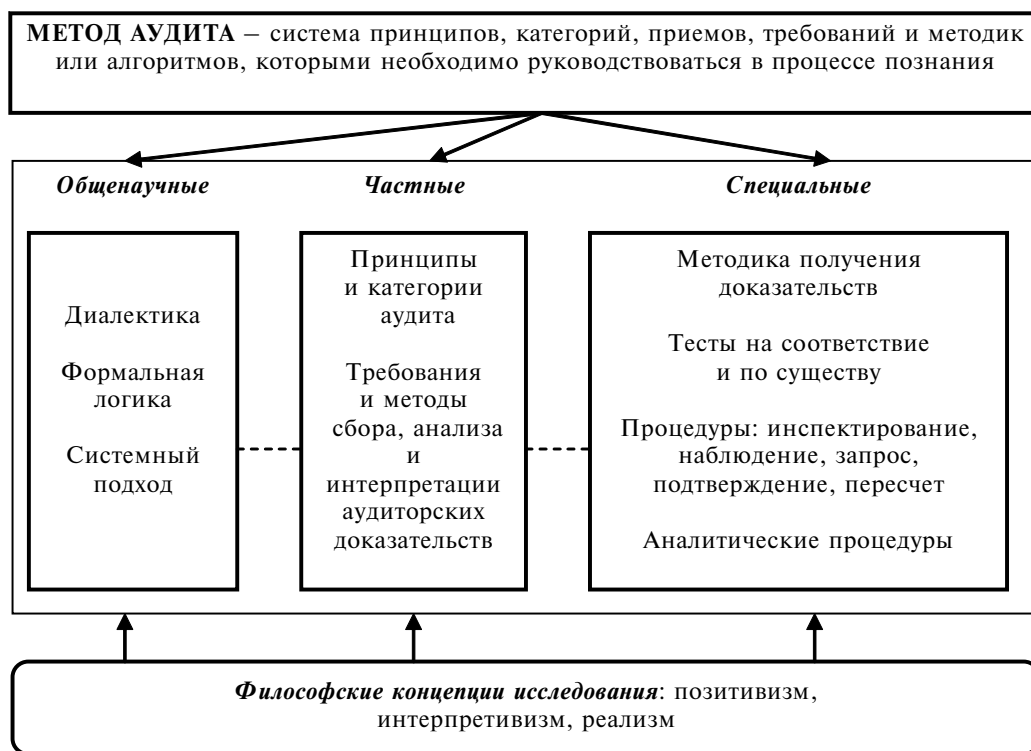 МЕТОД АУДИТА – система принципов, категорий, приемов, требований и методик
или алгоритмов, которыми необходимо руководствоваться в процессе познания
Общенаучные
Частные
Специальные
Диалектика
Формальная
логика
Системный
подход
Принципы
и категории
аудита
Требования
и методы
сбора, анализа
и
интерпретации
аудиторских
доказательств
Методика получения
доказательств
Тесты на соответствие
и по существу
Процедуры: инспектирование,
наблюдение, запрос,
подтверждение, пересчет
Аналитические процедуры
Философские концепции исследования: позитивизм,
интерпретивизм, реализм